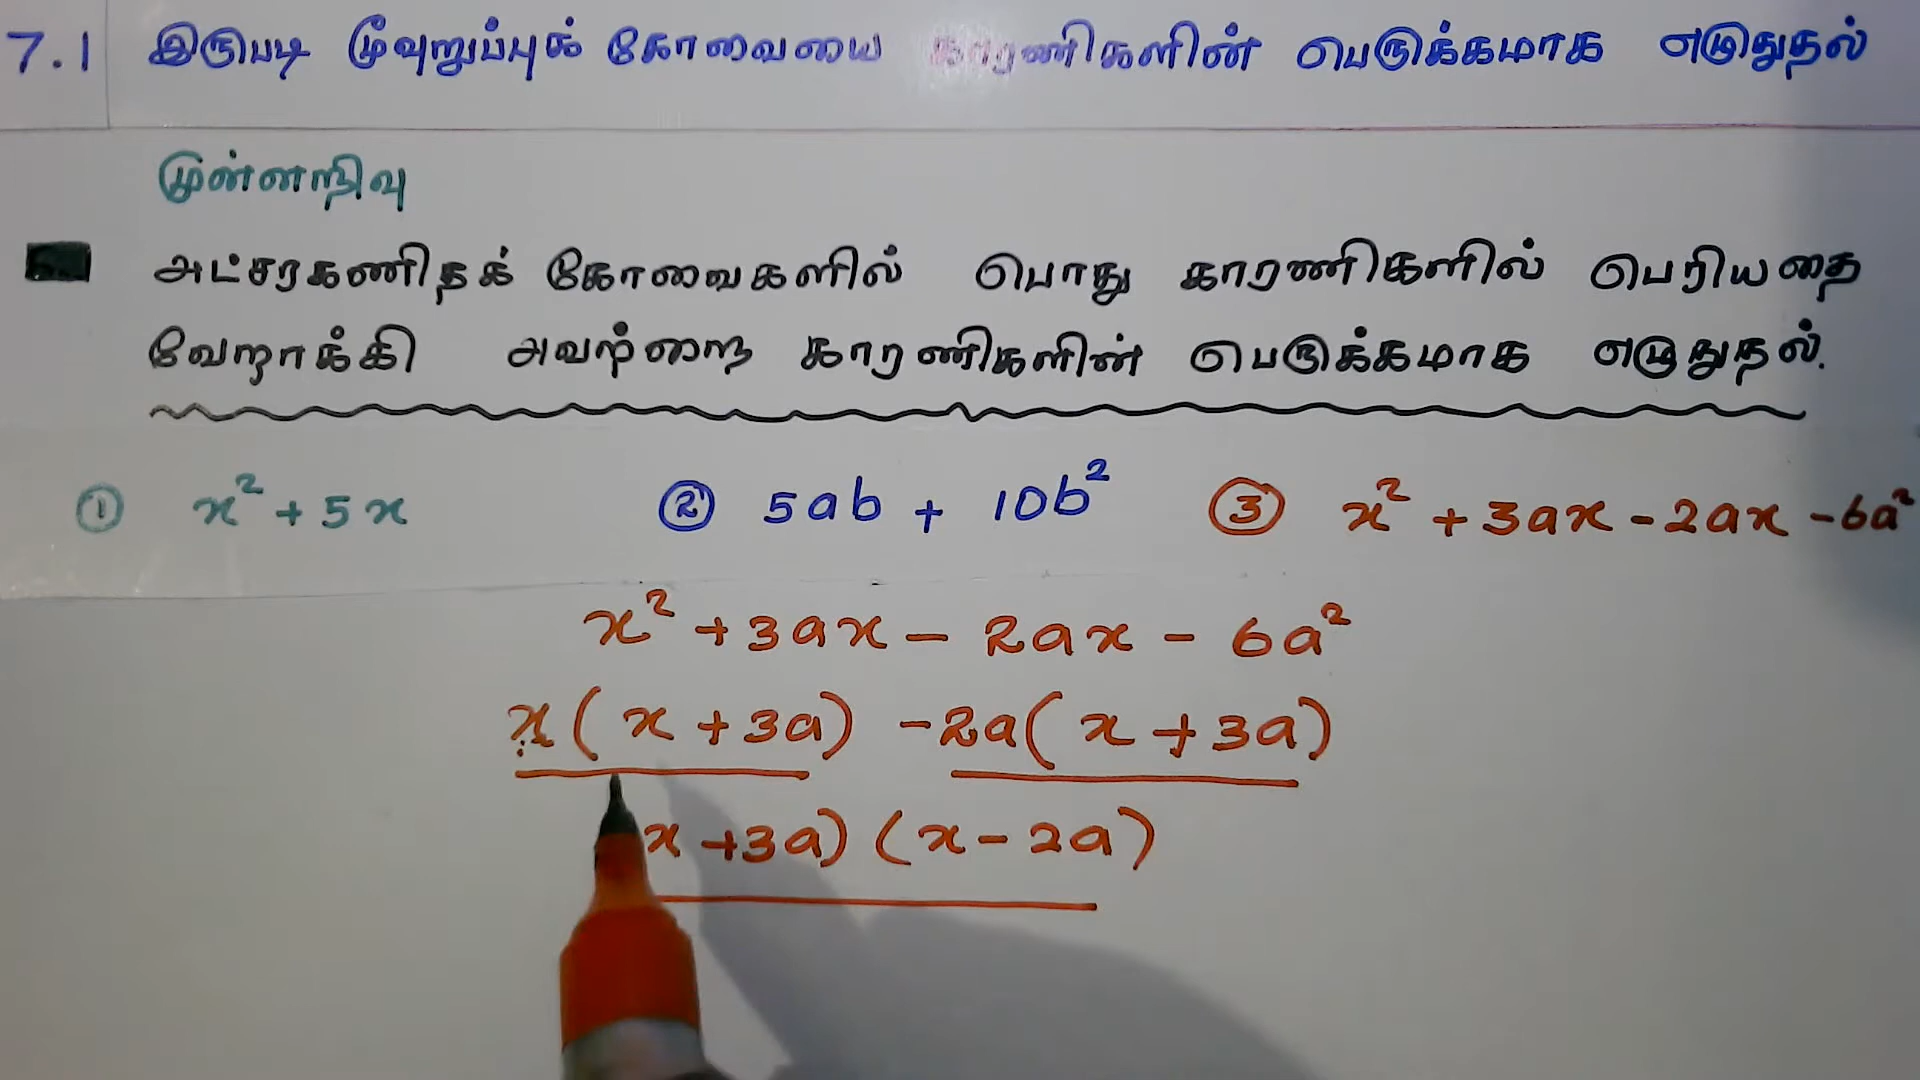 7.1 இருபடி மூவுறுப்புக் கோவையை காரணிகளின் பெருக்கமாக எழுதுதல்
முன்னறிவு
அட்சரகணிதக் கோவைகளில் பொது காரணிகளில் பெரியதை
வேறாக்கி அவற்றை காரணிகளின் பெருக்கமாக எழுதுதல்.
① x² + 5x ② 5ab + 10b² ③ x² + 3ax - 2ax - 6a²
x² + 3ax - 2ax - 6a²
x(x + 3a) - 2a(x + 3a)
x + 3a)(x - 2a)